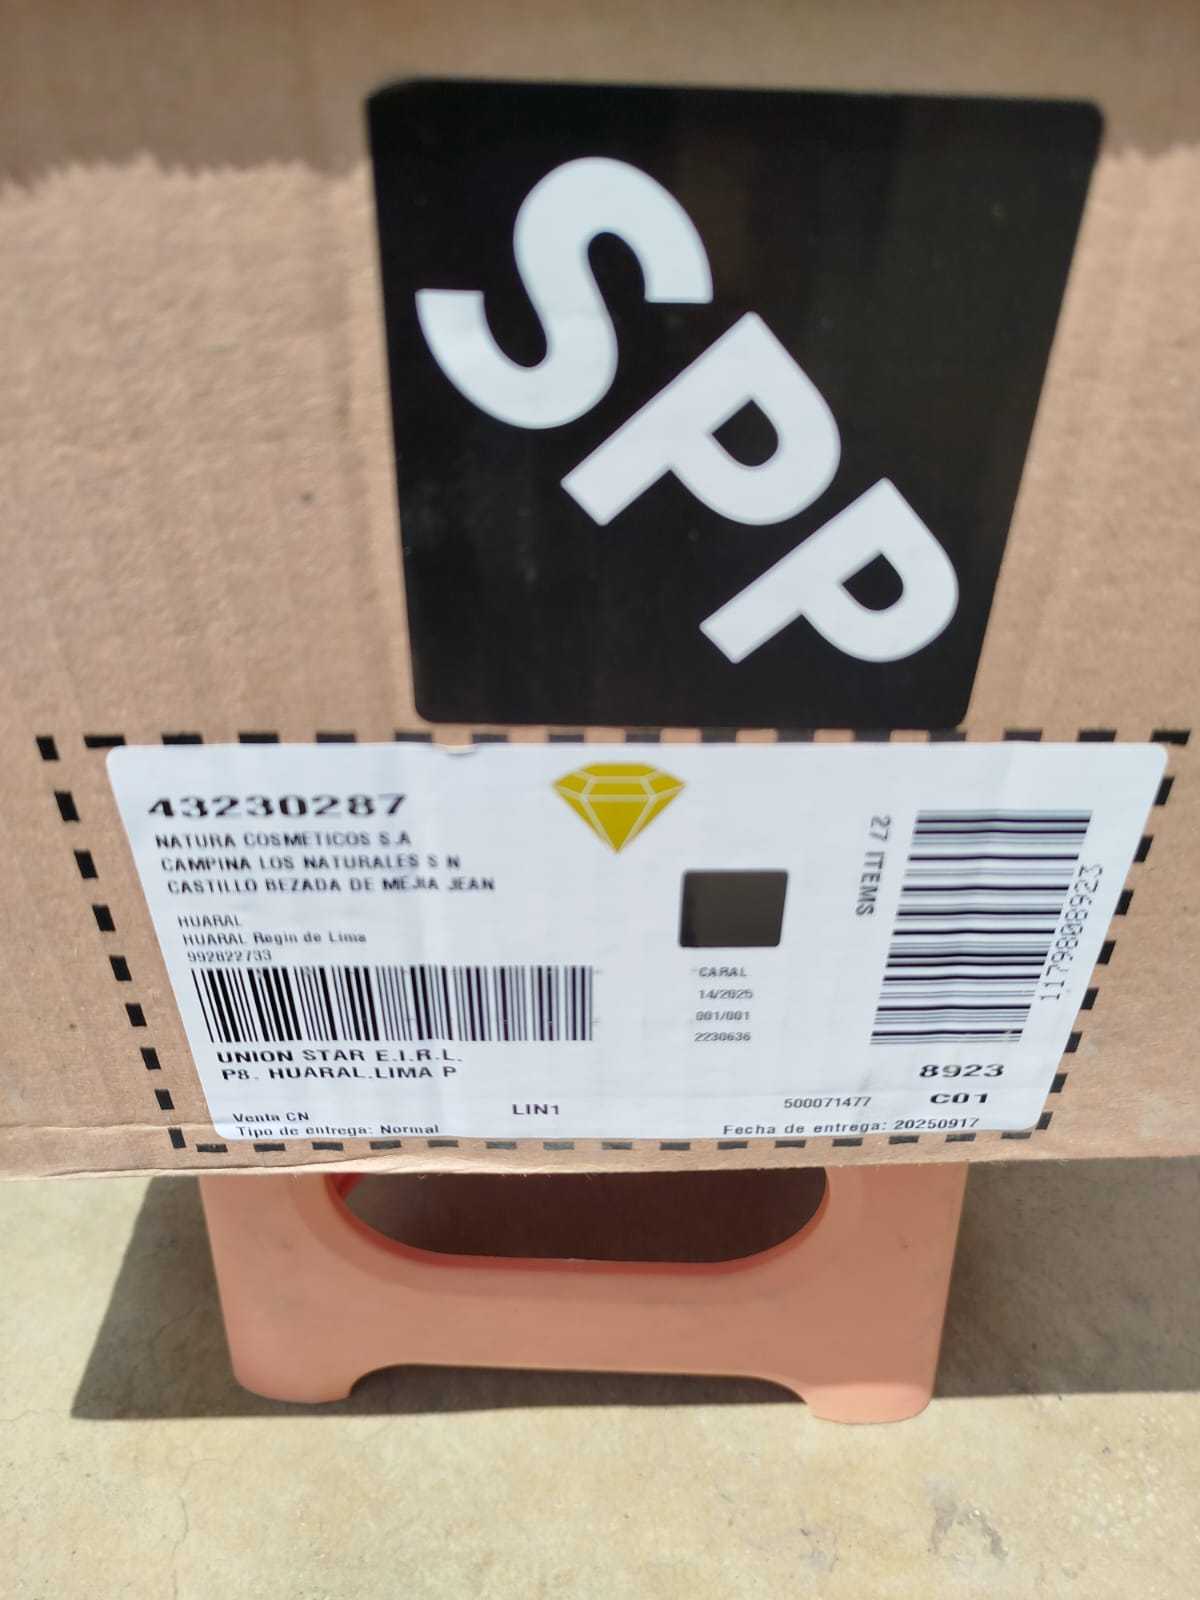 SPP
43230287
NATURA COSMETICOS S.A
CAMPINA LOS NATURALES S N
CASTILLO BEZADA DE MEJIA JEAN
HUARAL
HUARAL Regin de Lima
992622733
UNION STAR E.I.R.L.
P8. HUARAL.LIMA P
Venta CN
Tipo de entrega: Normal
LIN1
CARAL
14/2025
001/001
2230636
27 ITEMS
1179808923
8923
C01
500071477
Fecha de entrega: 20250917